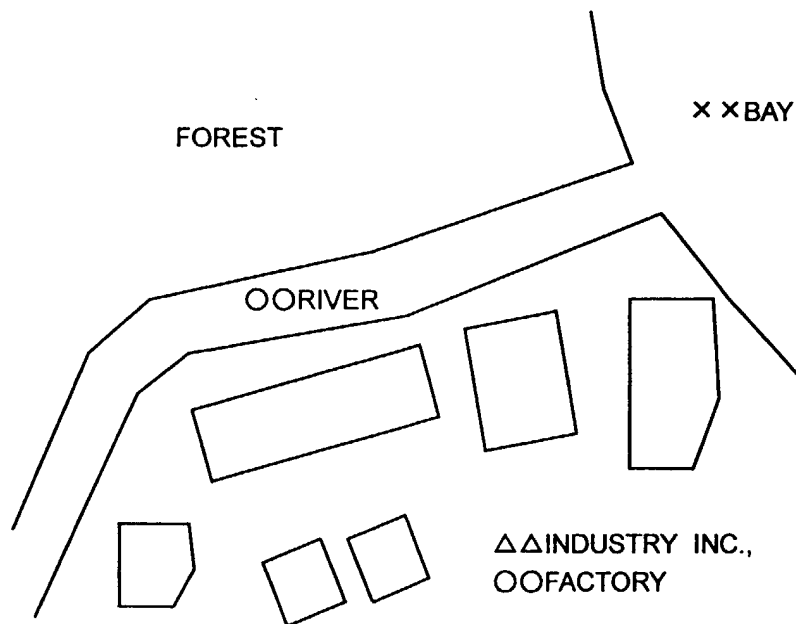 FOREST
××BAY
○○RIVER
△△INDUSTRY INC.,
○○FACTORY